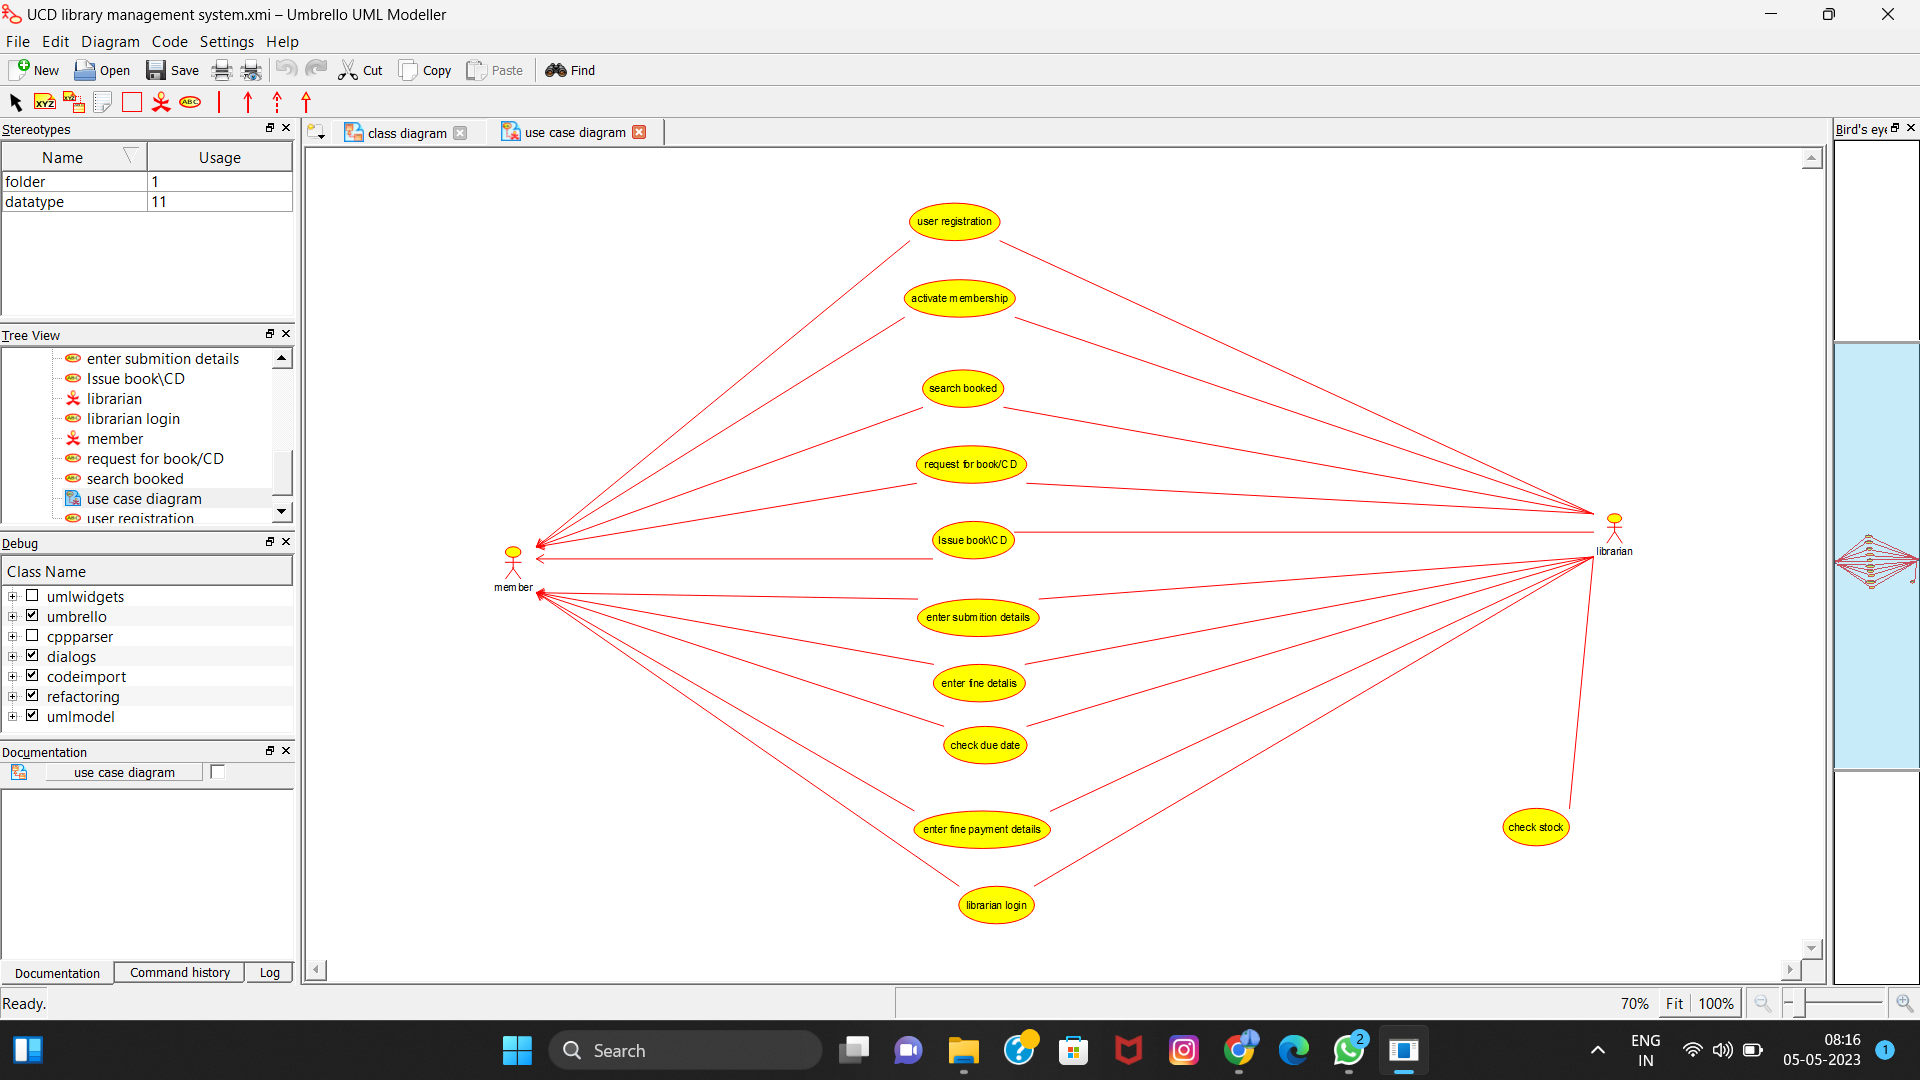 UCD library management system.xmi – Umbrello UML Modeller
File Edit Diagram Code Settings Help
New Open Save Cut Copy Paste Find
XYZ XYZ ABC
Stereotypes
Name Usage
folder 1
datatype 11
Tree View
enter submition details
Issue book\CD
librarian
librarian login
member
request for book/CD
search booked
use case diagram
user registration
Debug
Class Name
umlwidgets
umbrello
cppparser
dialogs
codeimport
refactoring
umlmodel
Documentation
use case diagram
Documentation Command history Log
Ready.
class diagram use case diagram
user registration
activate membership
search booked
request for book/CD
Issue book\CD
member
librarian
enter submition details
enter fine detalis
check due date
enter fine payment details
check stock
librarian login
Bird's eye
70% Fit 100%
Search
2
ENG
IN
08:16
05-05-2023
1